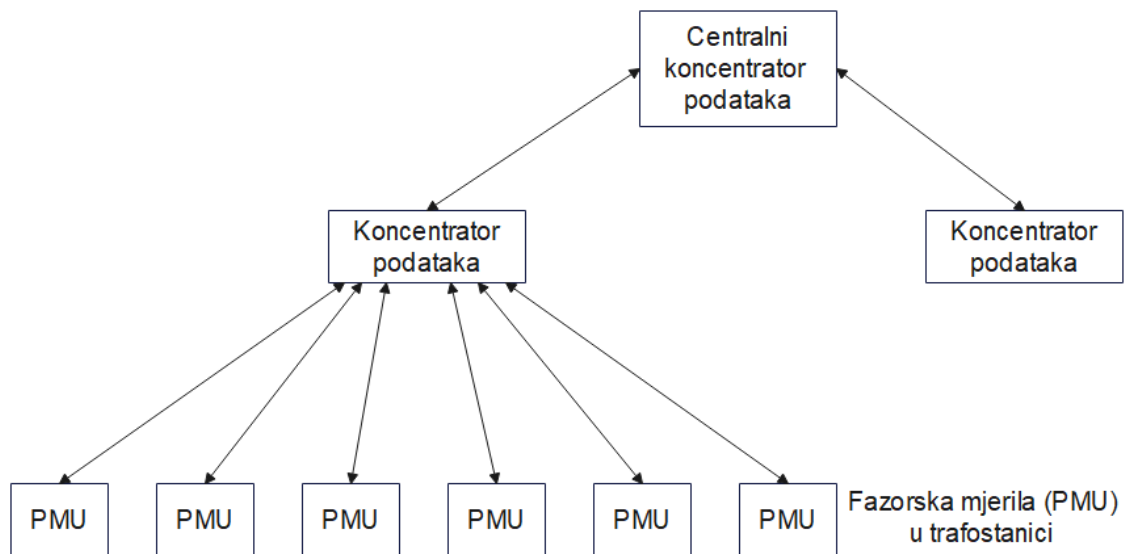 Centralni
koncentrator
podataka
Koncentrator
podataka
Koncentrator
podataka
PMU
PMU
PMU
PMU
PMU
PMU
Fazorska mjerila (PMU)
u trafostanici